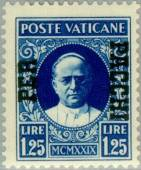 POSTE VATICANE
MCMXXIX
LIRE LIRE
1.25 1.25